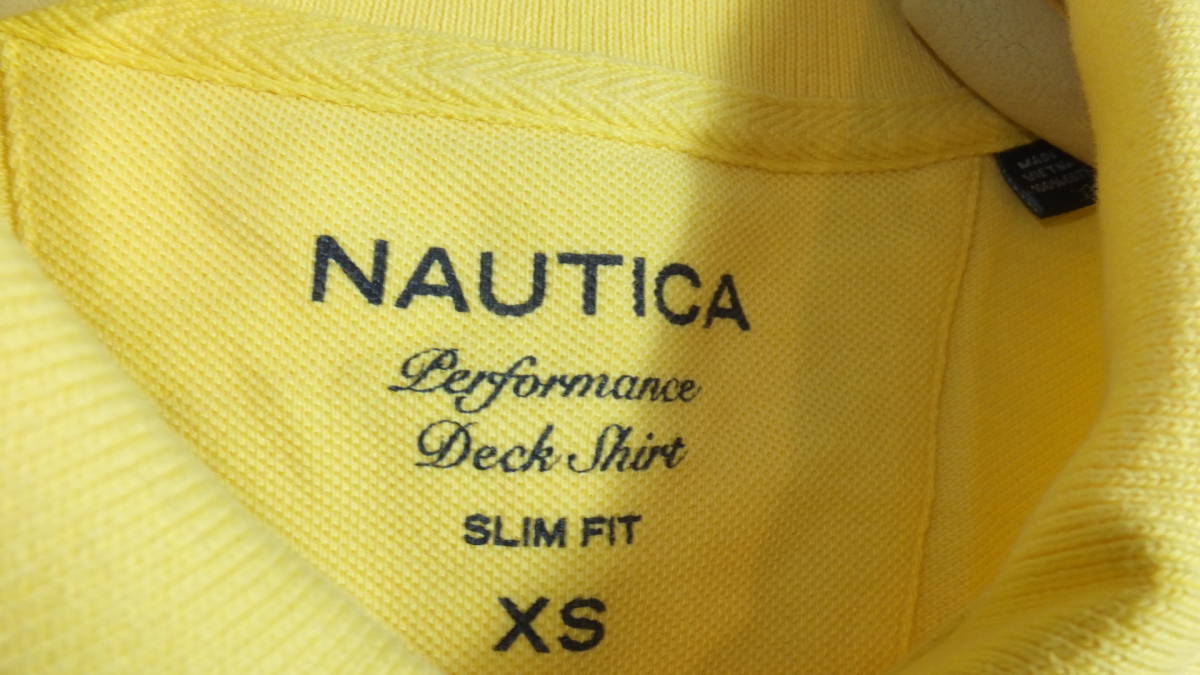 NAUTICA
Performance
Deck Shirt
SLIM FIT
XS